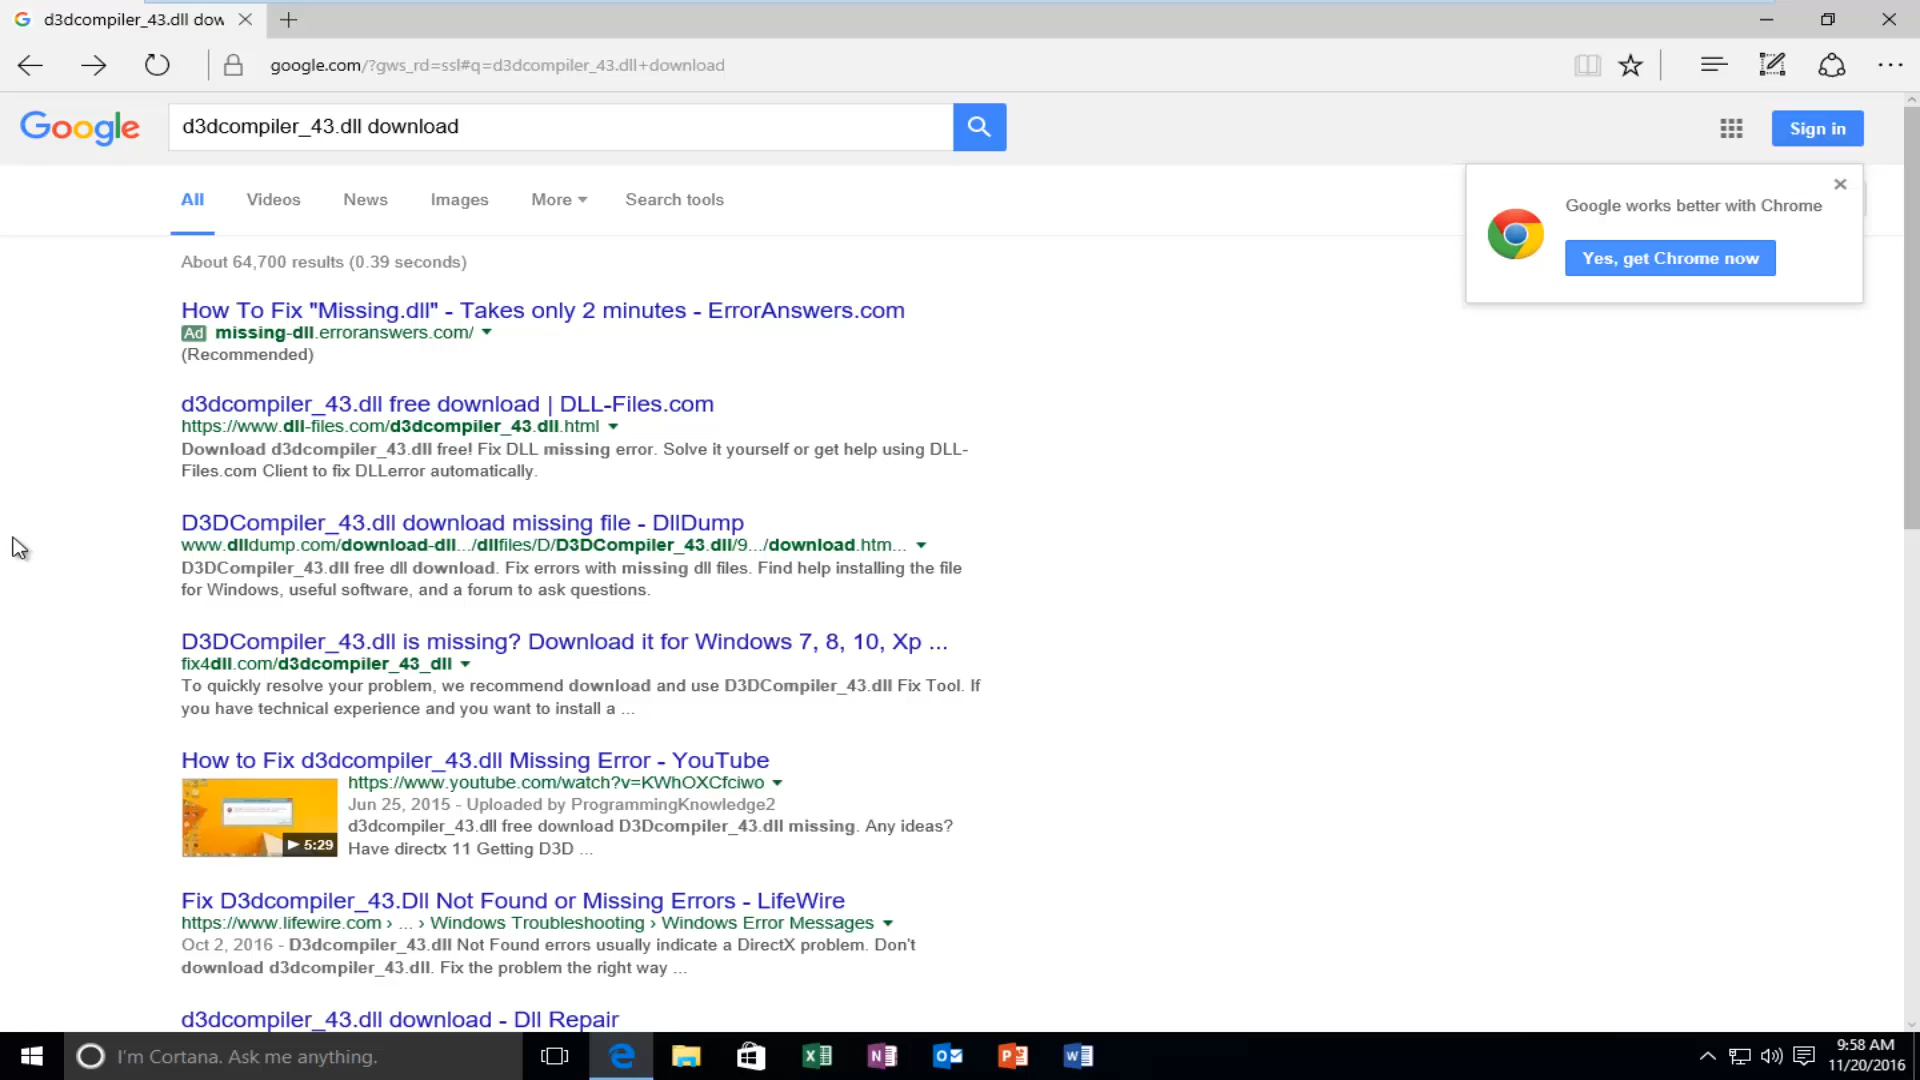 d3dcompiler_43.dll dow
google.com/?gws_rd=ssl#q=d3dcompiler_43.dll+download
Google
d3dcompiler_43.dll download
Sign in
All
Videos
News
Images
More
Search tools
Google works better with Chrome
Yes, get Chrome now
About 64,700 results (0.39 seconds)
How To Fix "Missing.dll" - Takes only 2 minutes - ErrorAnswers.com
Ad missing-dll.erroranswers.com/
(Recommended)
d3dcompiler_43.dll free download | DLL-Files.com
https://www.dll-files.com/d3dcompiler_43.dll.html
Download d3dcompiler_43.dll free! Fix DLL missing error. Solve it yourself or get help using DLL-
Files.com Client to fix DLLerror automatically.
D3DCompiler_43.dll download missing file - DllDump
www.dlldump.com/download-dll.../dllfiles/D/D3DCompiler_43.dll/9.../download.htm...
D3DCompiler_43.dll free dll download. Fix errors with missing dll files. Find help installing the file
for Windows, useful software, and a forum to ask questions.
D3DCompiler_43.dll is missing? Download it for Windows 7, 8, 10, Xp ...
fix4dll.com/d3dcompiler_43_dll
To quickly resolve your problem, we recommend download and use D3DCompiler_43.dll Fix Tool. If
you have technical experience and you want to install a ...
How to Fix d3dcompiler_43.dll Missing Error - YouTube
https://www.youtube.com/watch?v=KWhOXCfciwo
Jun 25, 2015 - Uploaded by ProgrammingKnowledge2
d3dcompiler_43.dll free download D3Dcompiler_43.dll missing. Any ideas?
Have directx 11 Getting D3D ...
5:29
Fix D3dcompiler_43.Dll Not Found or Missing Errors - LifeWire
https://www.lifewire.com › ... › Windows Troubleshooting › Windows Error Messages
Oct 2, 2016 - D3dcompiler_43.dll Not Found errors usually indicate a DirectX problem. Don't
download d3dcompiler_43.dll. Fix the problem the right way ...
d3dcompiler_43.dll download - Dll Repair
I'm Cortana. Ask me anything.
9:58 AM
11/20/2016